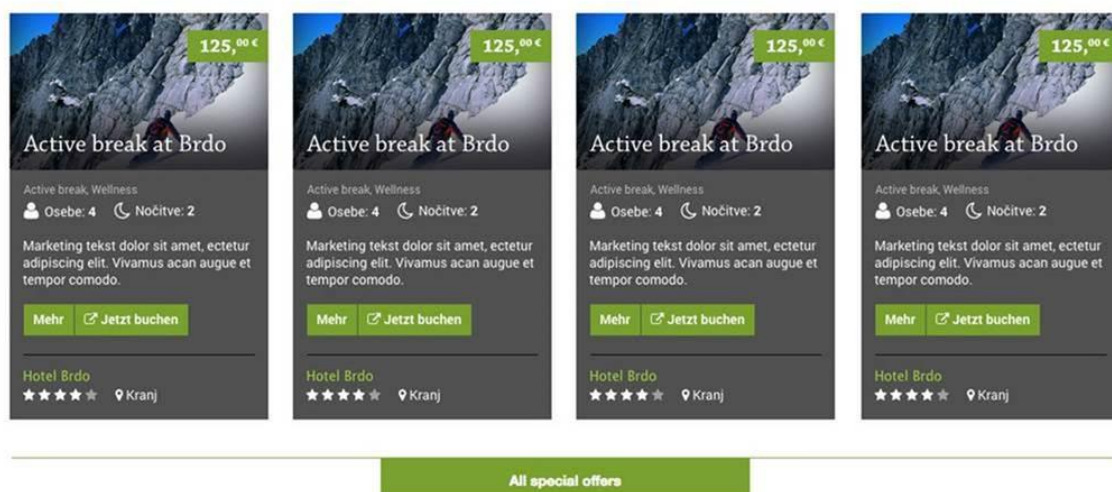 125,00 €
Active break at Brdo
Active break, Wellness
Osebe: 4 Nočitve: 2
Marketing tekst dolor sit amet, ectetur
adipiscing elit. Vivamus acan augue et
tempor comodo.
Mehr Jetzt buchen
Hotel Brdo
Kranj
125,00 €
Active break at Brdo
Active break, Wellness
Osebe: 4 Nočitve: 2
Marketing tekst dolor sit amet, ectetur
adipiscing elit. Vivamus acan augue et
tempor comodo.
Mehr Jetzt buchen
Hotel Brdo
Kranj
125,00 €
Active break at Brdo
Active break, Wellness
Osebe: 4 Nočitve: 2
Marketing tekst dolor sit amet, ectetur
adipiscing elit. Vivamus acan augue et
tempor comodo.
Mehr Jetzt buchen
Hotel Brdo
Kranj
125,00 €
Active break at Brdo
Active break, Wellness
Osebe: 4 Nočitve: 2
Marketing tekst dolor sit amet, ectetur
adipiscing elit. Vivamus acan augue et
tempor comodo.
Mehr Jetzt buchen
Hotel Brdo
Kranj
All special offers